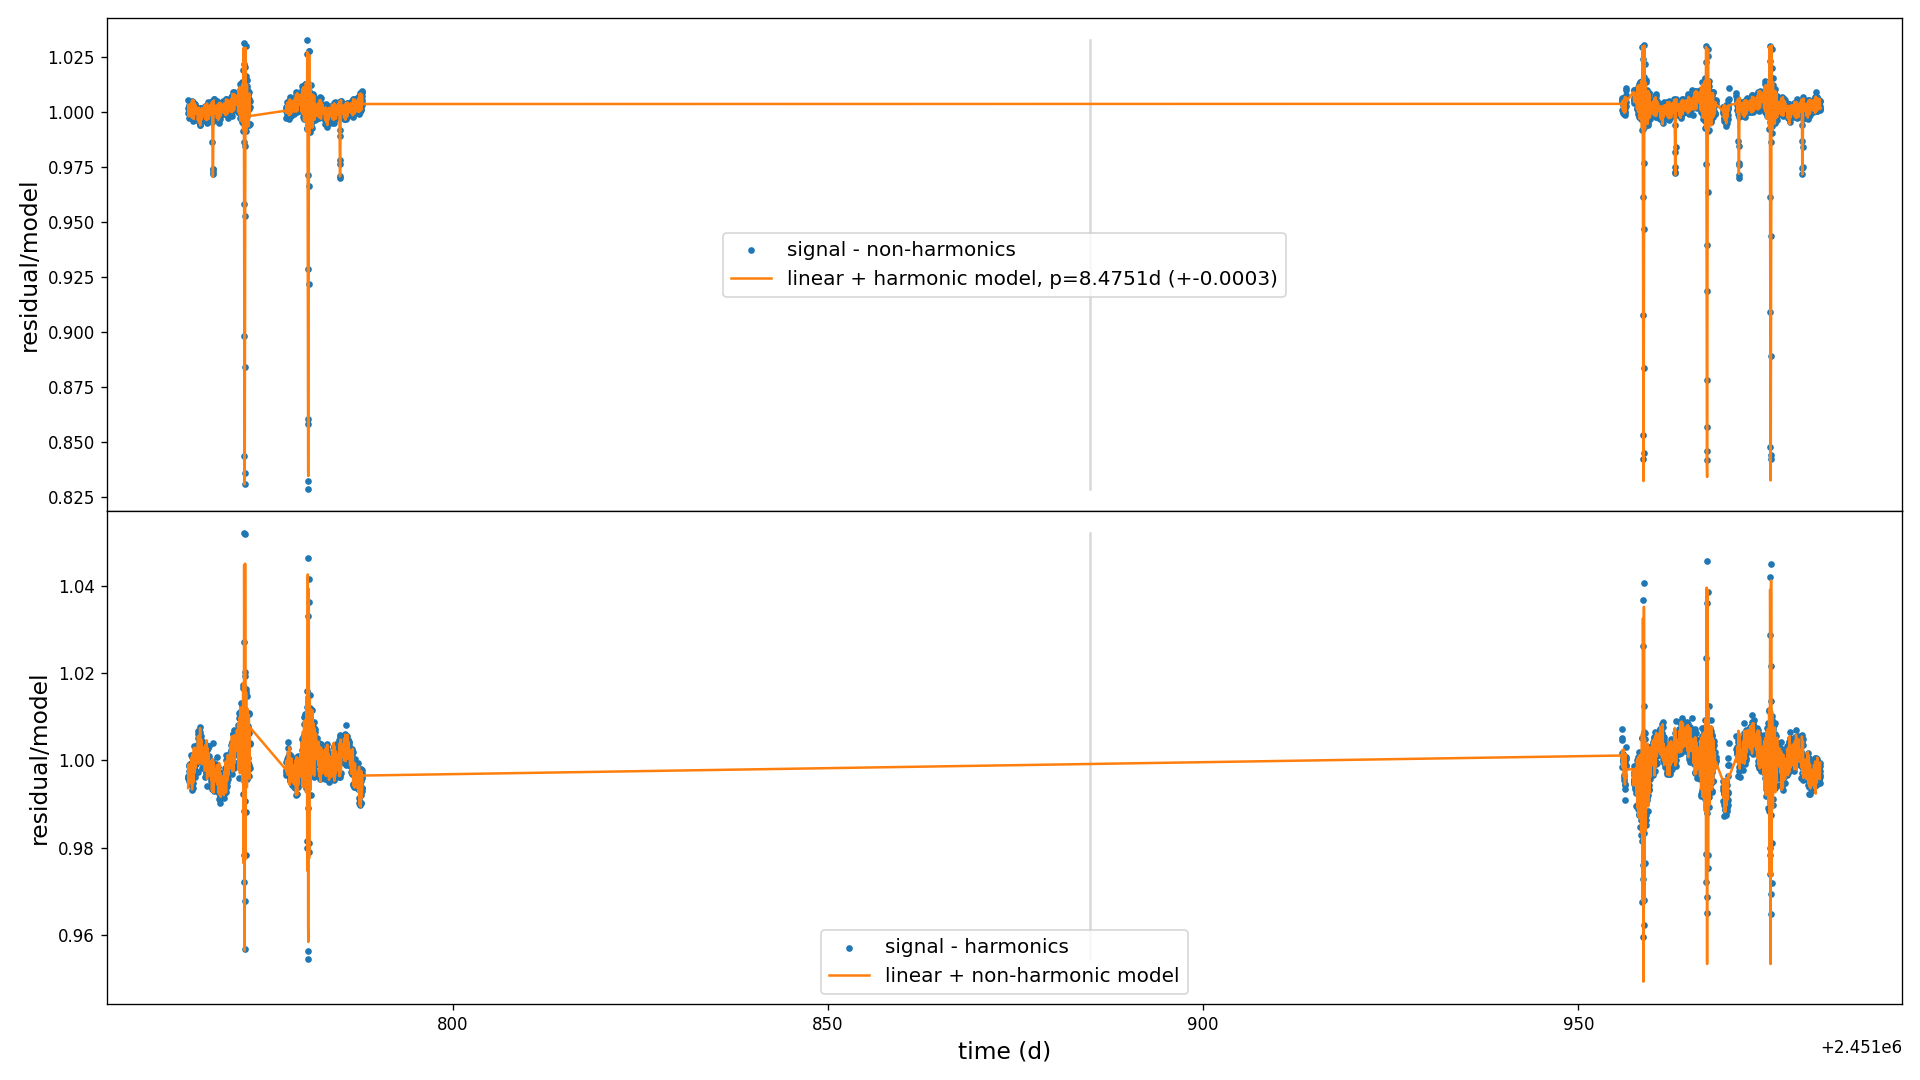 1.025
1.000
0.975
0.950
0.925
0.900
0.875
0.850
0.825
residual/model
signal - non-harmonics
linear + harmonic model, p=8.4751d (+-0.0003)
1.04
1.02
1.00
0.98
0.96
residual/model
signal - harmonics
linear + non-harmonic model
800
850
900
950
time (d)
+2.451e6